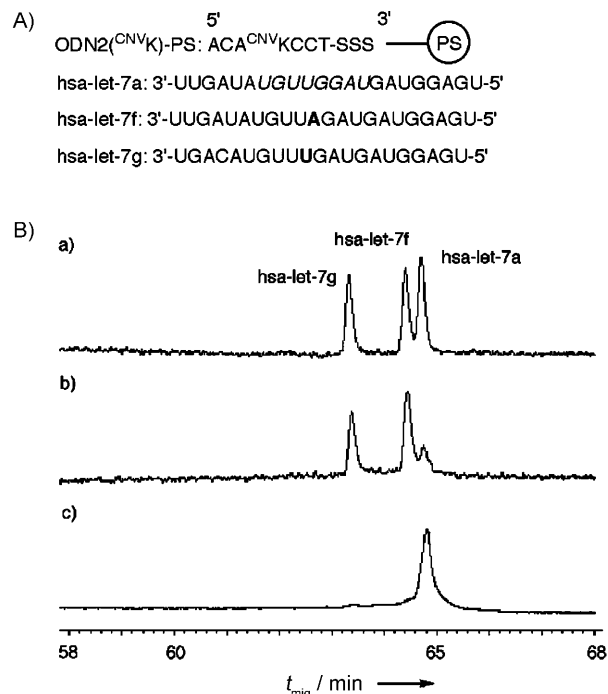 A)
5' 3'
ODN2(CNVK)-PS: ACACNVKCCT-SSS PS
hsa-let-7a: 3'-UUGAUAUGUUGGAUGAUGGAGU-5'
hsa-let-7f: 3'-UUGAUAUGUUAGAUGAUGGAGU-5'
hsa-let-7g: 3'-UGACAUGUUUGAUGAUGGAGU-5'
B)
a)
hsa-let-7g
hsa-let-7f
hsa-let-7a
b)
c)
58 60 65 68
tmig / min